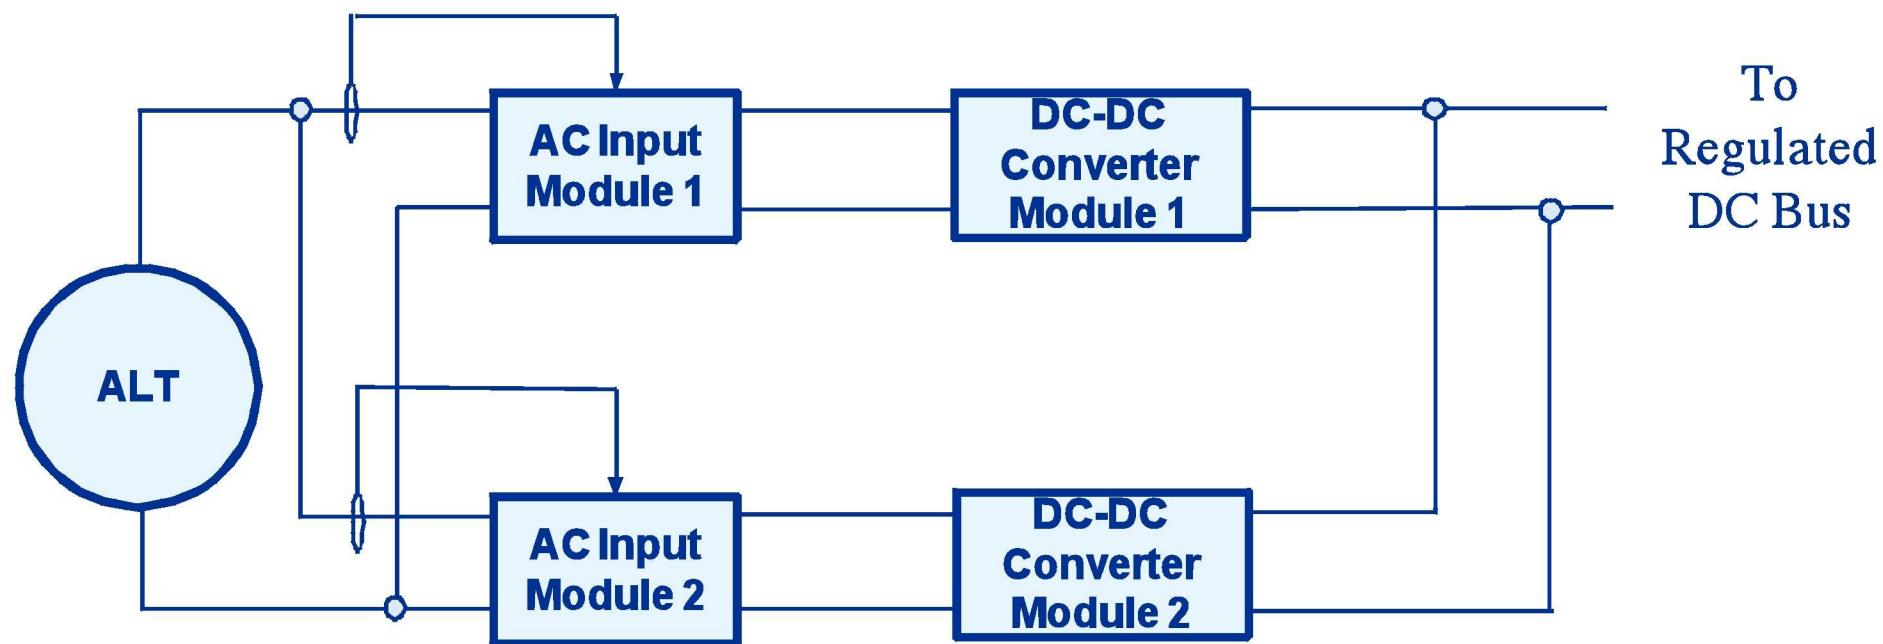 AC Input
Module 1
DC-DC
Converter
Module 1
To
Regulated
DC Bus
ALT
AC Input
Module 2
DC-DC
Converter
Module 2